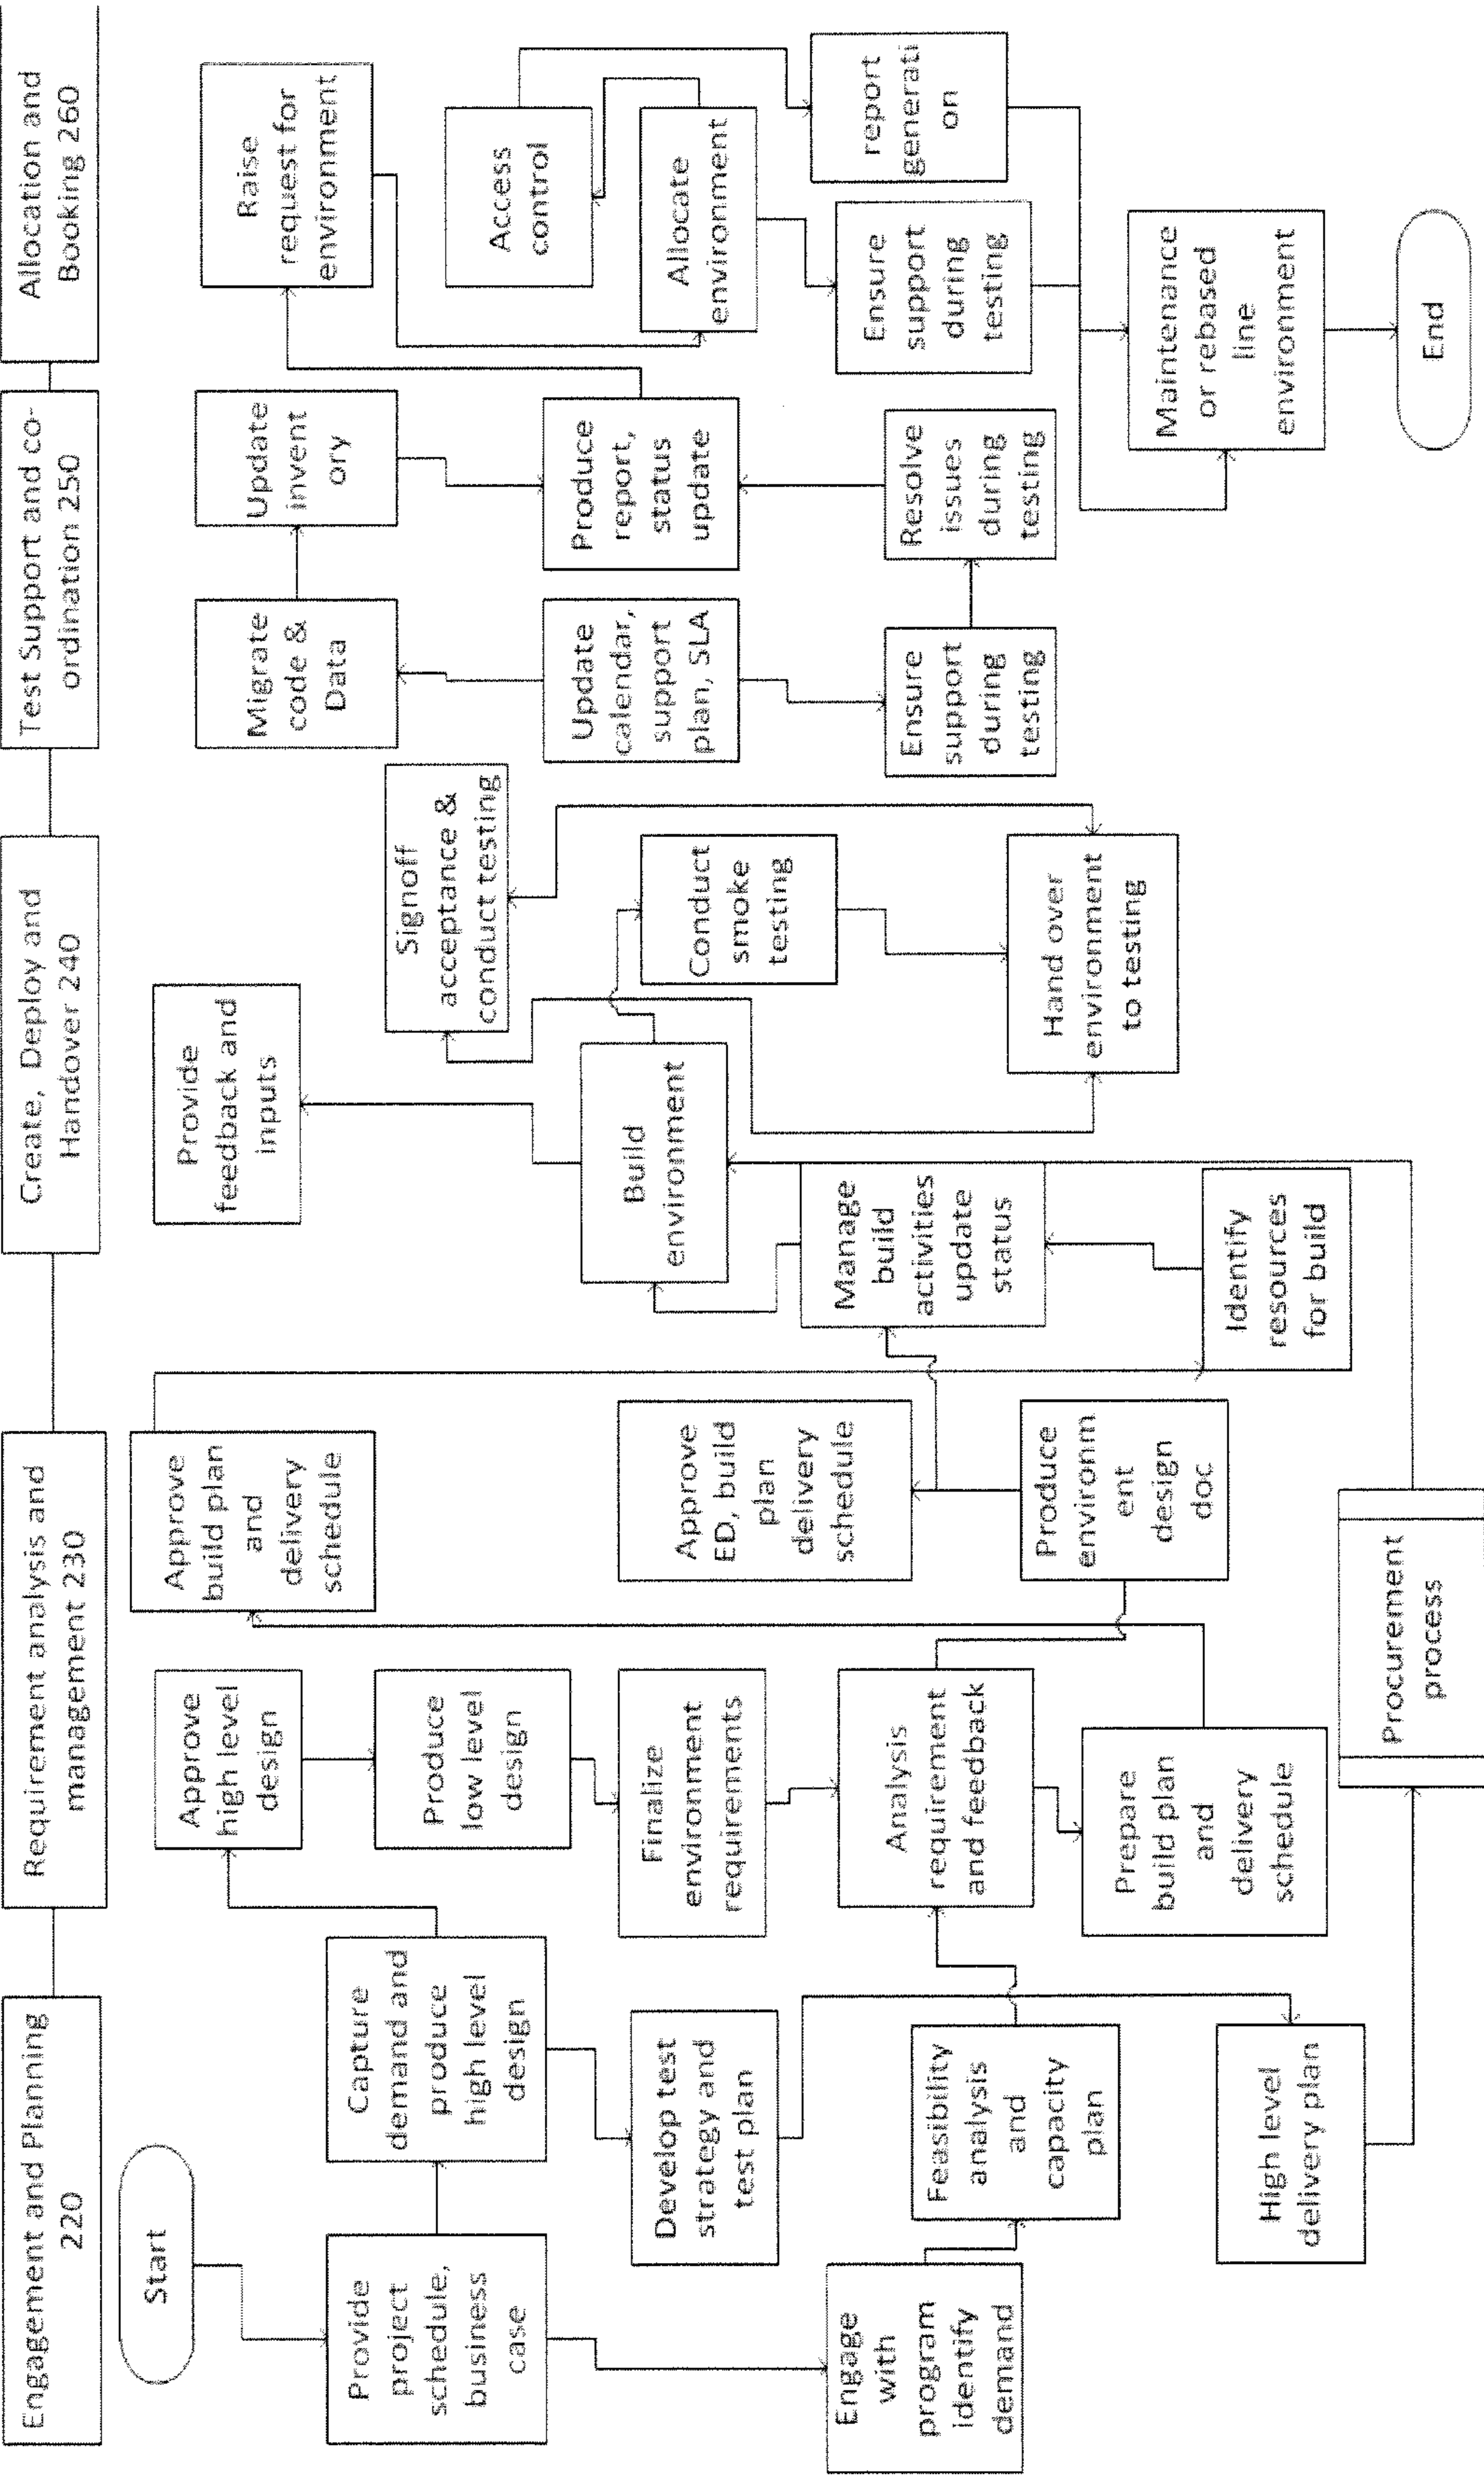 Engagement and Planning
220
Requirement analysis and
management 230
Create, Deploy and
Handover 240
Test Support and co-
ordination 250
Allocation and
Booking 260
Start
Provide
project
schedule,
business
case
Capture
demand and
produce
high level
design
Develop test
strategy and
test plan
Engage
with
program
identify
demand
Feasibility
analysis
and
capacity
plan
High level
delivery plan
Approve
high level
design
Produce
low level
design
Finalize
environment
requirements
Analysis
requirement
and feedback
Prepare
build plan
and
delivery
schedule
Procurement
process
Approve
build plan
and
delivery
schedule
Approve
ED, build
plan
delivery
schedule
Produce
environm
ent
design
doc
Provide
feedback and
inputs
Build
environment
Manage
build
activities
update
status
Identify
resources
for build
Signoff
acceptance &
conduct testing
Conduct
smoke
testing
Hand over
environment
to testing
Migrate
code &
Data
Update
invent
ory
Update
calendar,
support
plan, SLA
Produce
report,
status
update
Ensure
support
during
testing
Resolve
issues
during
testing
Raise
request for
environment
Access
control
Allocate
environment
Ensure
support
during
testing
report
generati
on
Maintenance
or rebased
line
environment
End